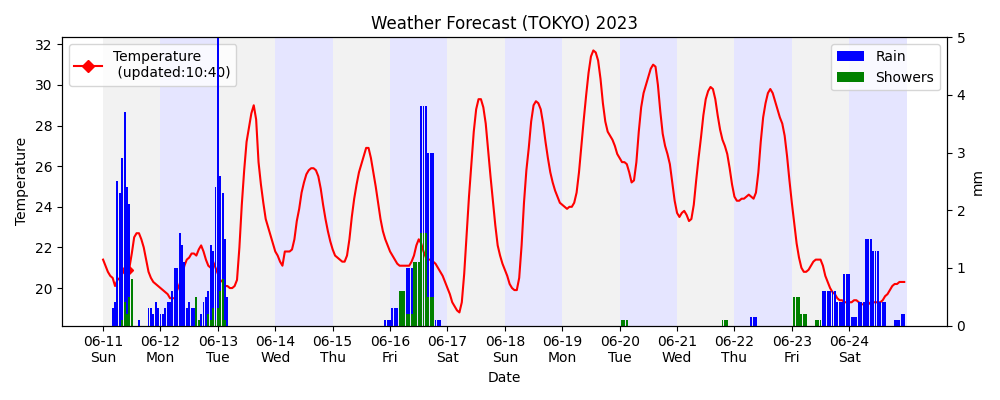 Weather Forecast (TOKYO) 2023
Temperature
(updated:10:40)
Rain
Showers
32
30
28
26
24
22
20
Temperature
5
4
3
2
1
0
mm
06-11 06-12 06-13 06-14 06-15 06-16 06-17 06-18 06-19 06-20 06-21 06-22 06-23 06-24
Sun Mon Tue Wed Thu Fri Sat Sun Mon Tue Wed Thu Fri Sat
Date